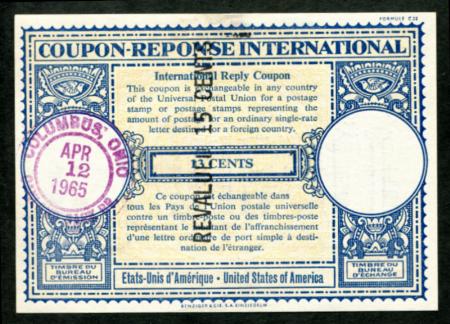 FORMULE C22
COUPON-REPONSE INTERNATIONAL
International Reply Coupon
This coupon is exchangeable in any country
of the Universal Postal Union for a postage
stamp or postage stamps representing the
amount of postage for an ordinary single-rate
letter destined for a foreign country.
CENTS
Ce coupon est échangeable dans
tous les Pays de l'Union postale universelle
contre un timbre-poste ou des timbres-poste
représentant le montant de l'affranchissement
d'une lettre ordinaire de port simple à destination
de l'étranger.
REVALUED 15 CENTS
COLUMBUS, OHIO
APR
12
1965
TIMBRE DU
BUREAU
D'ÉMISSION
Etats-Unis d'Amérique · United States of America
TIMBRE DU
BUREAU
D'ÉCHANGE
BENZIGER & CIE. S.A. EINSIEDELN